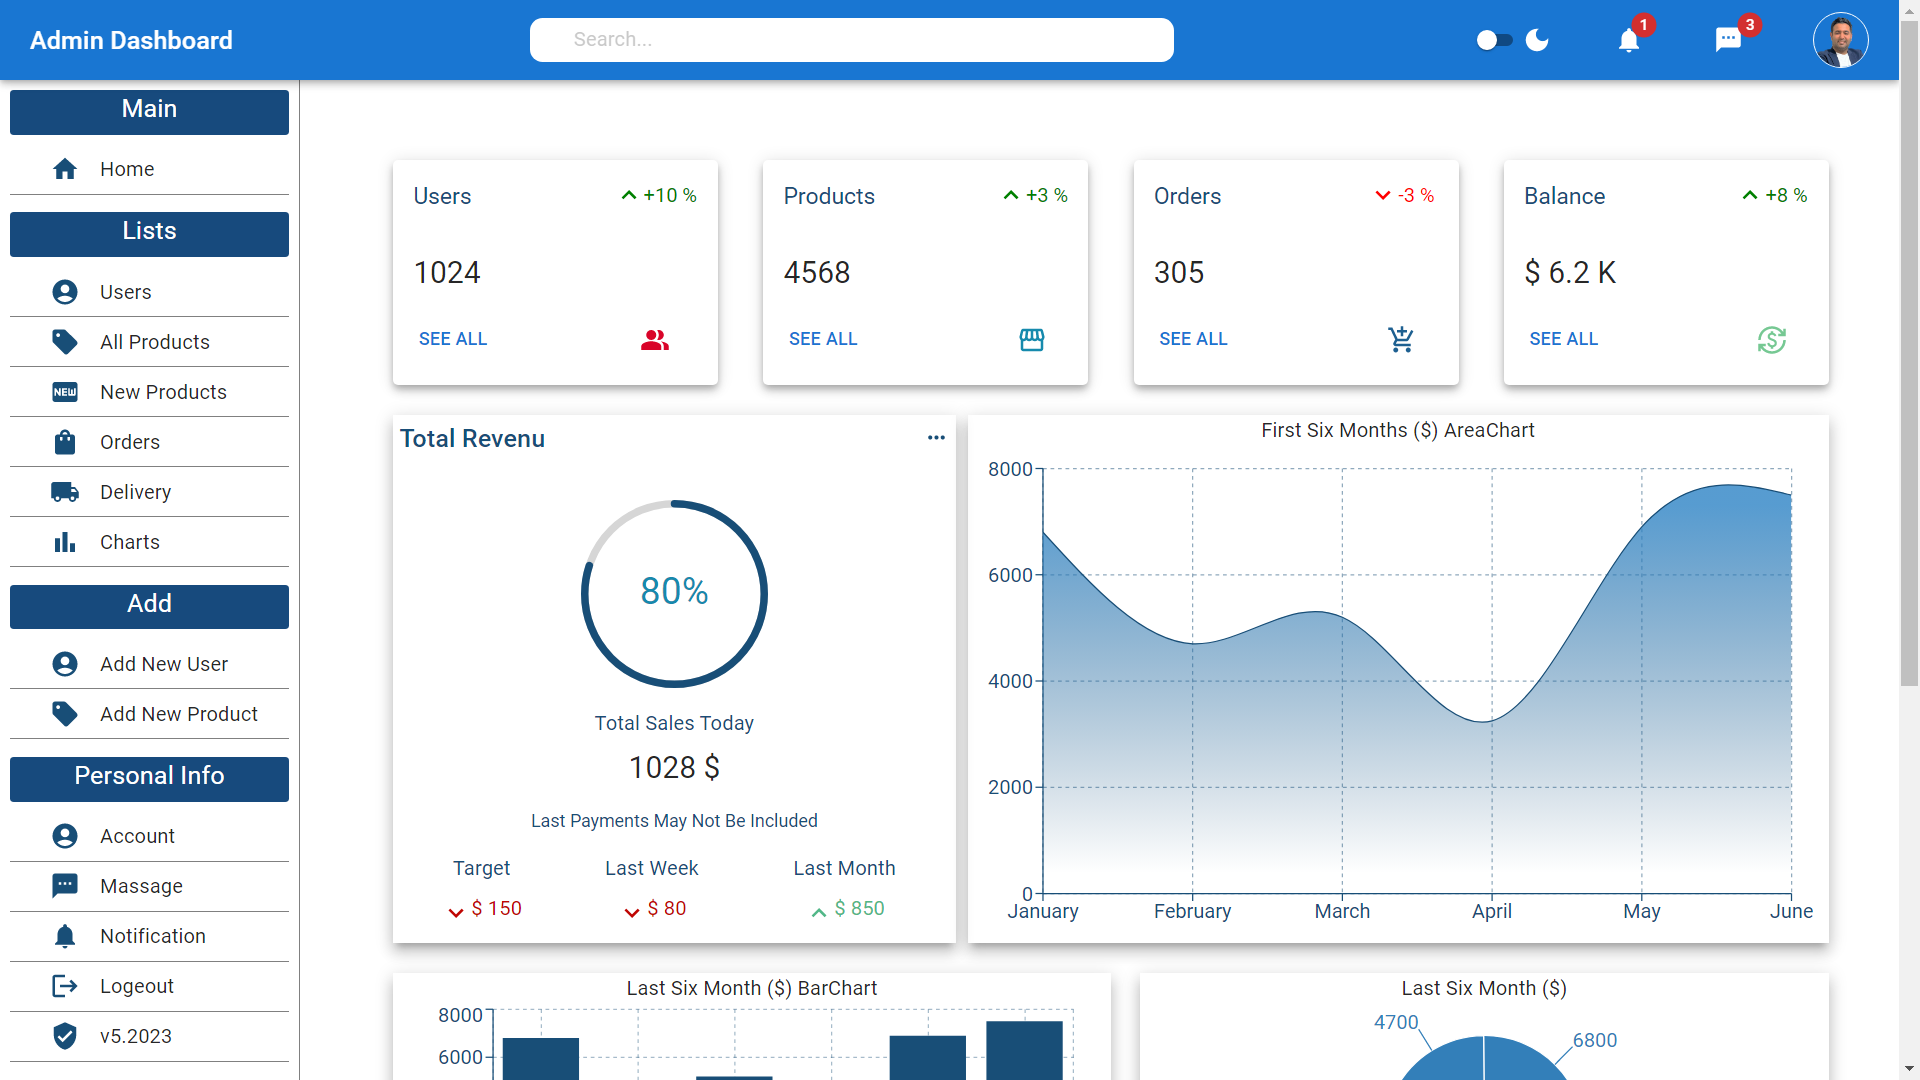 Admin Dashboard
Search...
1
3
Main
Home
Lists
Users
All Products
NEW
New Products
Orders
Delivery
Charts
Add
Add New User
Add New Product
Personal Info
Account
Massage
Notification
Logeout
v5.2023
Users
+10 %
1024
SEE ALL
Products
+3 %
4568
SEE ALL
Orders
-3 %
305
SEE ALL
Balance
+8 %
$ 6.2 K
SEE ALL
Total Revenu
80%
Total Sales Today
1028 $
Last Payments May Not Be Included
Target
Last Week
Last Month
$ 150
$ 80
$ 850
First Six Months ($) AreaChart
8000
6000
4000
2000
0
January
February
March
April
May
June
Last Six Month ($) BarChart
8000
6000
Last Six Month ($)
4700
6800